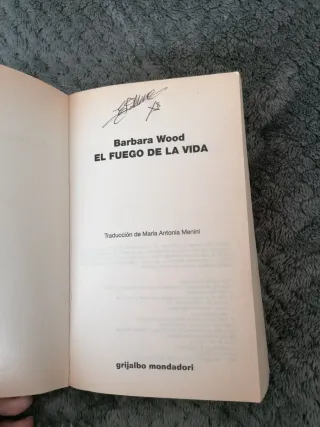 Barbara Wood
EL FUEGO DE LA VIDA
Traducción de María Antonia Menini
grijalbo mondadori